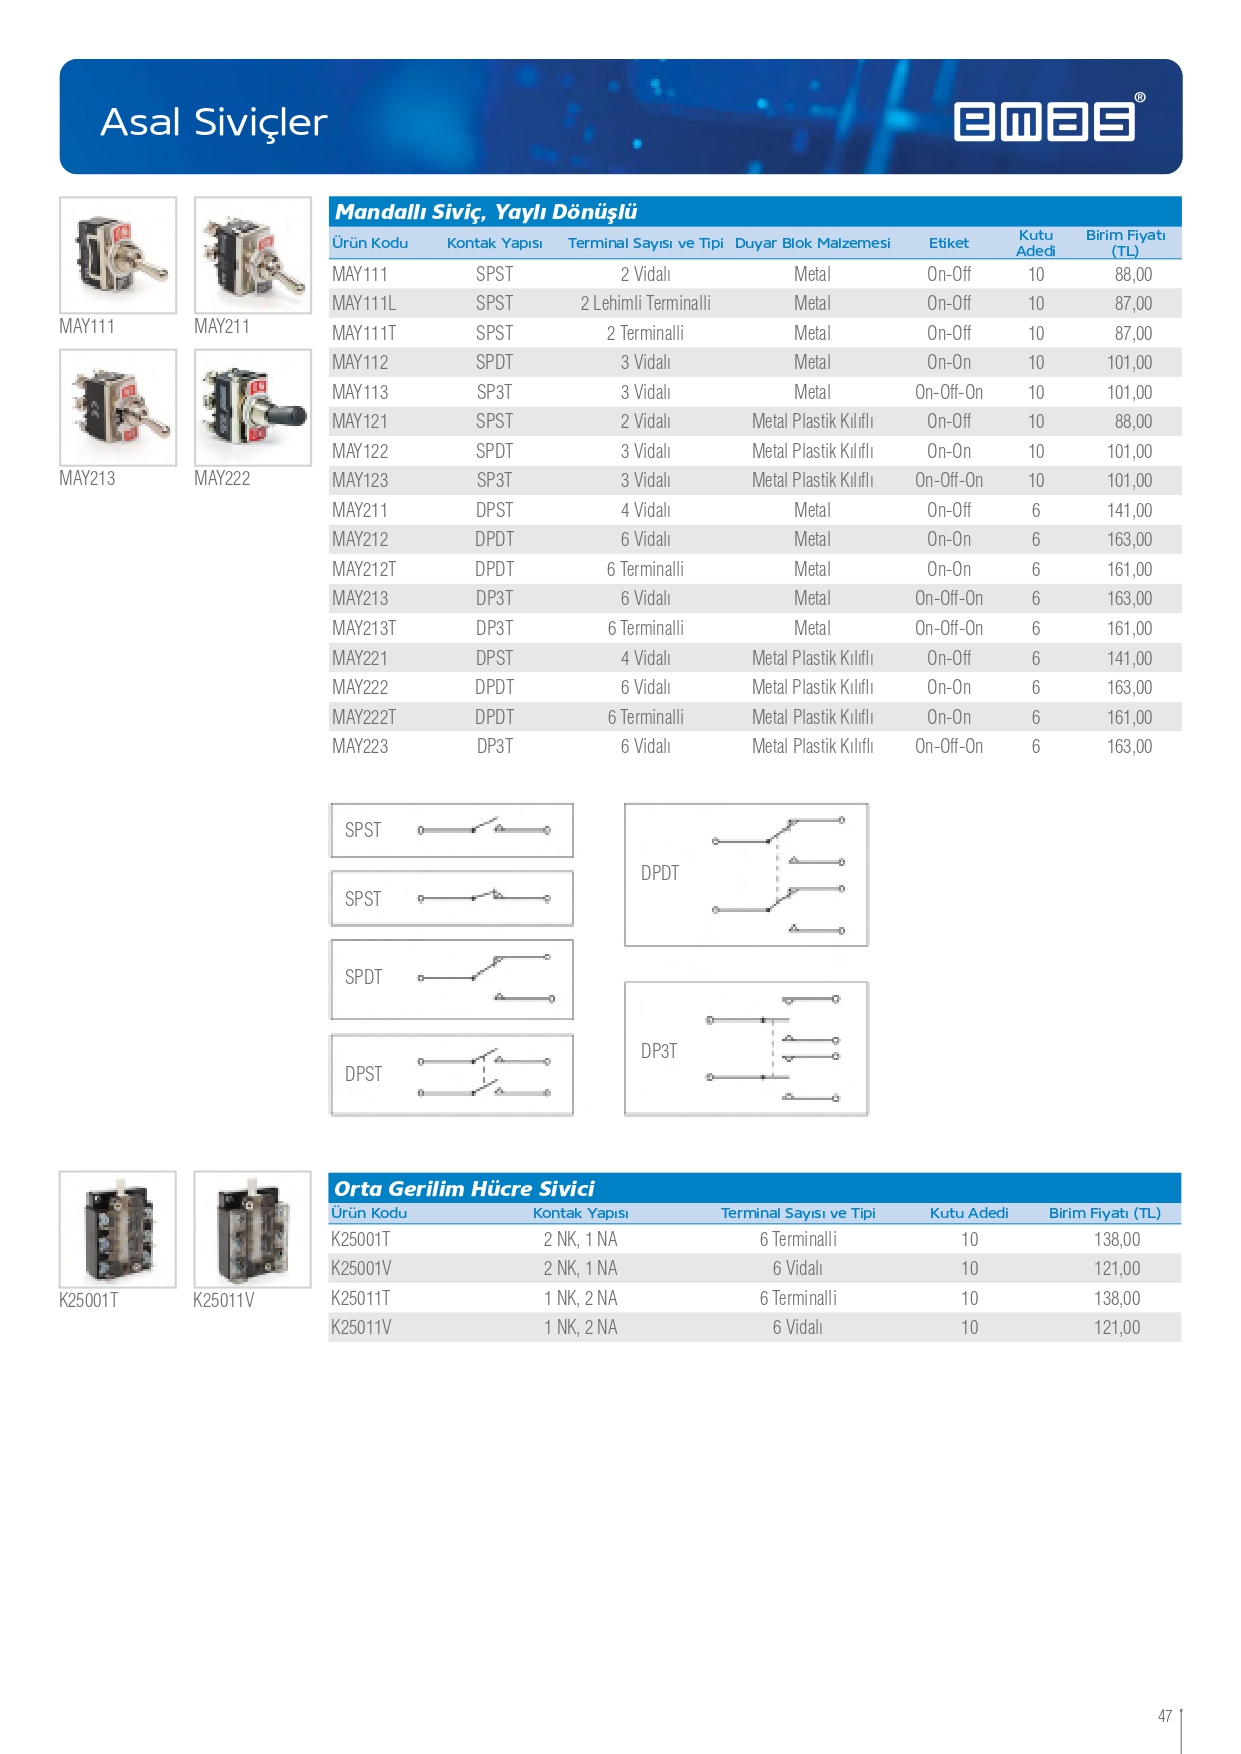 Asal Siviçler
emas®
MAY111 MAY211
MAY213 MAY222
Mandallı Siviç, Yaylı Dönüşlü
Ürün Kodu Kontak Yapısı Terminal Sayısı ve Tipi Duyar Blok Malzemesi Etiket Kutu Adedi Birim Fiyatı (TL)
MAY111 SPST 2 Vidalı Metal On-Off 10 88,00
MAY111L SPST 2 Lehimli Terminalli Metal On-Off 10 87,00
MAY111T SPST 2 Terminalli Metal On-Off 10 87,00
MAY112 SPDT 3 Vidalı Metal On-On 10 101,00
MAY113 SP3T 3 Vidalı Metal On-Off-On 10 101,00
MAY121 SPST 2 Vidalı Metal Plastik Kılıflı On-Off 10 88,00
MAY122 SPDT 3 Vidalı Metal Plastik Kılıflı On-On 10 101,00
MAY123 SP3T 3 Vidalı Metal Plastik Kılıflı On-Off-On 10 101,00
MAY211 DPST 4 Vidalı Metal On-Off 6 141,00
MAY212 DPDT 6 Vidalı Metal On-On 6 163,00
MAY212T DPDT 6 Terminalli Metal On-On 6 161,00
MAY213 DP3T 6 Vidalı Metal On-Off-On 6 163,00
MAY213T DP3T 6 Terminalli Metal On-Off-On 6 161,00
MAY221 DPST 4 Vidalı Metal Plastik Kılıflı On-Off 6 141,00
MAY222 DPDT 6 Vidalı Metal Plastik Kılıflı On-On 6 163,00
MAY222T DPDT 6 Terminalli Metal Plastik Kılıflı On-On 6 161,00
MAY223 DP3T 6 Vidalı Metal Plastik Kılıflı On-Off-On 6 163,00
SPST
SPST
SPDT
DPST
DPDT
DP3T
K25001T K25011V
Orta Gerilim Hücre Sivici
Ürün Kodu Kontak Yapısı Terminal Sayısı ve Tipi Kutu Adedi Birim Fiyatı (TL)
K25001T 2 NK, 1 NA 6 Terminalli 10 138,00
K25001V 2 NK, 1 NA 6 Vidalı 10 121,00
K25011T 1 NK, 2 NA 6 Terminalli 10 138,00
K25011V 1 NK, 2 NA 6 Vidalı 10 121,00
47